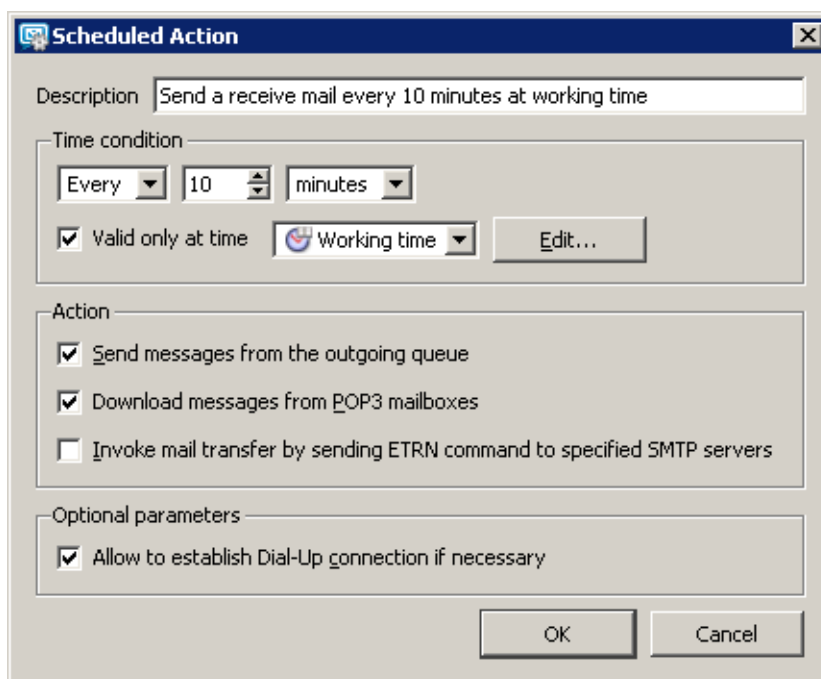 Scheduled Action
Description Send a receive mail every 10 minutes at working time
Time condition
Every 10 minutes
Valid only at time Working time Edit...
Action
Send messages from the outgoing queue
Download messages from POP3 mailboxes
Invoke mail transfer by sending ETRN command to specified SMTP servers
Optional parameters
Allow to establish Dial-Up connection if necessary
OK Cancel